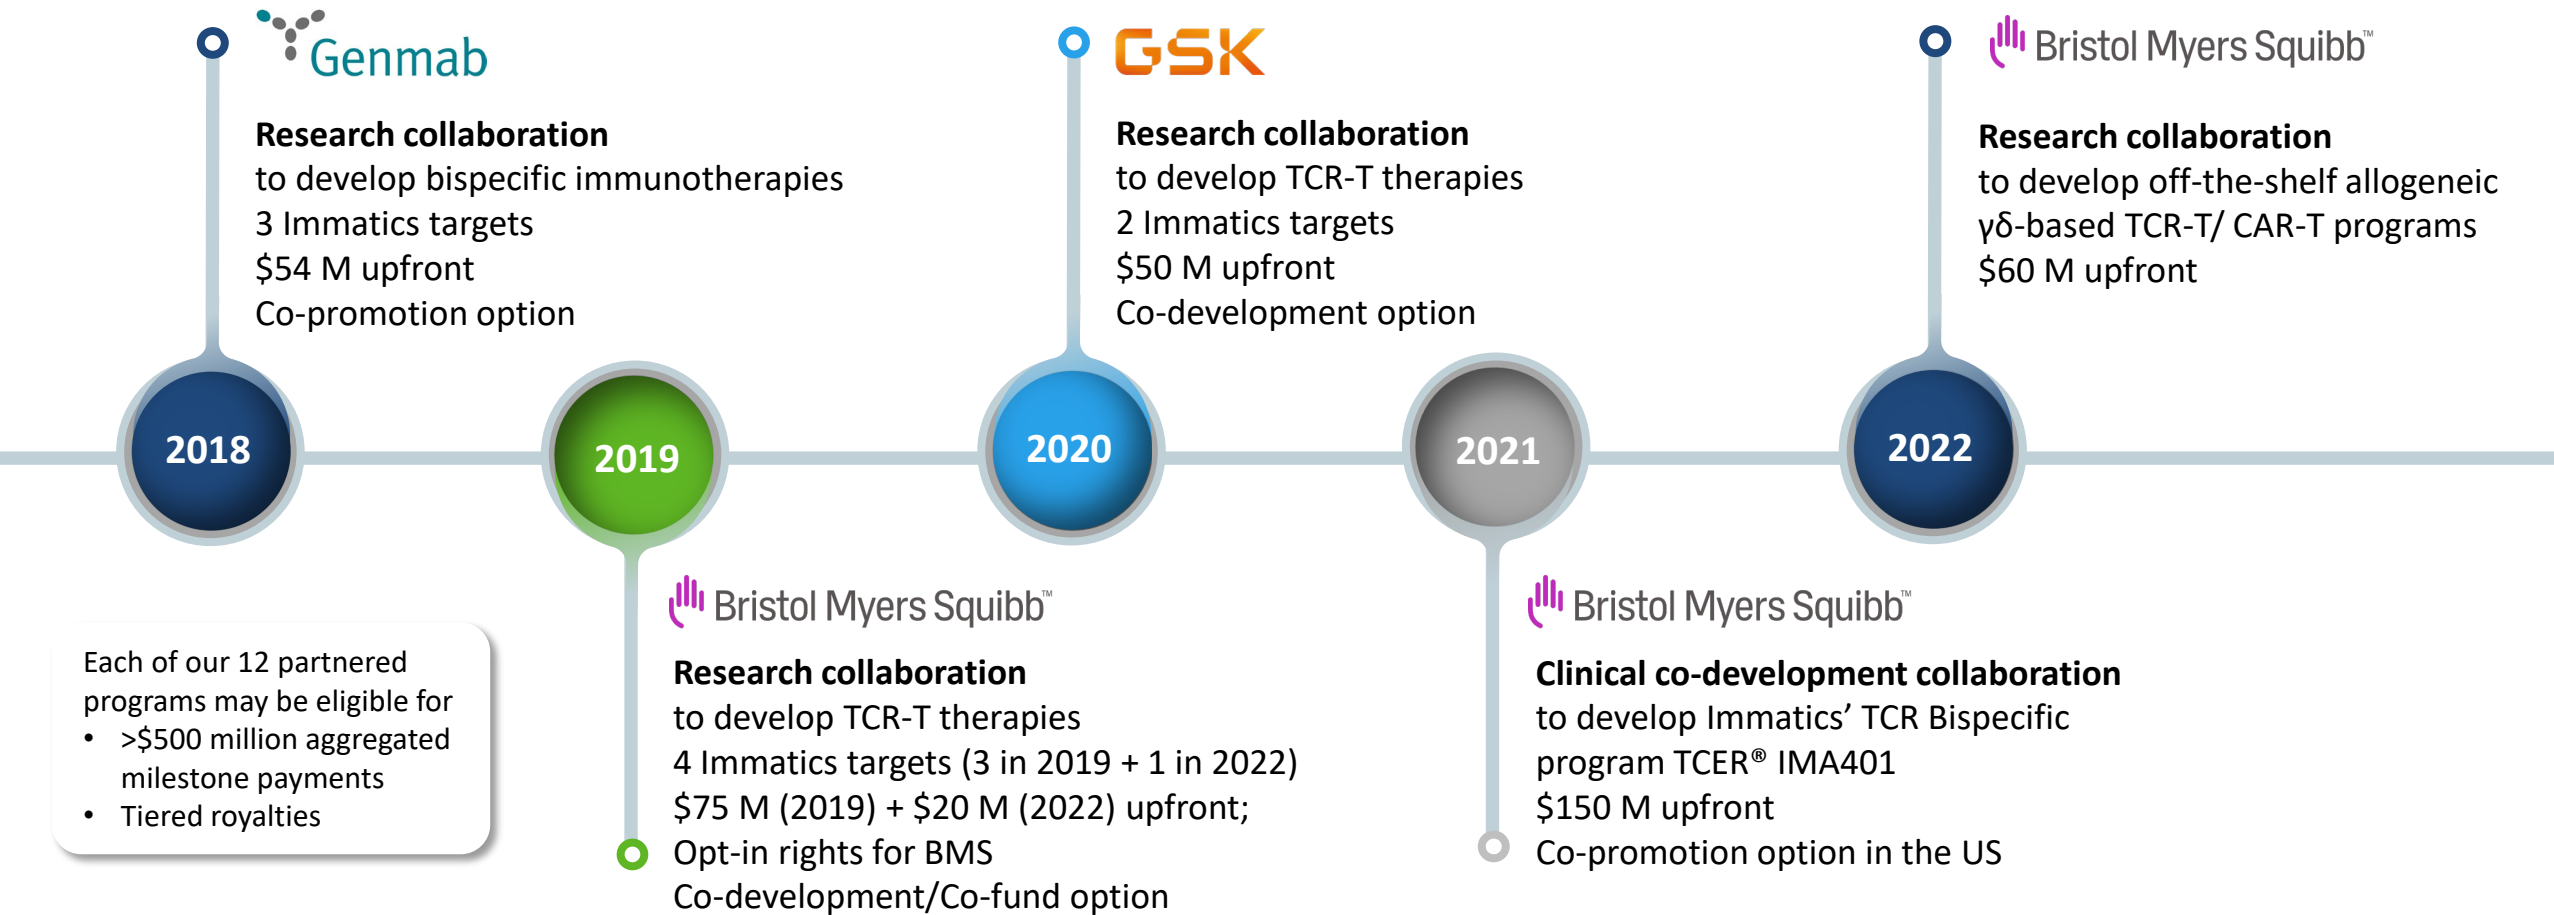 Genmab
Research collaboration
to develop bispecific immunotherapies
3 Immatics targets
$54 M upfront
Co-promotion option
GSK
Research collaboration
to develop TCR-T therapies
2 Immatics targets
$50 M upfront
Co-development option
Bristol Myers Squibb™
Research collaboration
to develop off-the-shelf allogeneic
γδ-based TCR-T/ CAR-T programs
$60 M upfront
2018
2019
2020
2021
2022
Each of our 12 partnered
programs may be eligible for
• >$500 million aggregated
milestone payments
• Tiered royalties
Bristol Myers Squibb™
Research collaboration
to develop TCR-T therapies
4 Immatics targets (3 in 2019 + 1 in 2022)
$75 M (2019) + $20 M (2022) upfront;
Opt-in rights for BMS
Co-development/Co-fund option
Bristol Myers Squibb™
Clinical co-development collaboration
to develop Immatics’ TCR Bispecific
program TCER® IMA401
$150 M upfront
Co-promotion option in the US